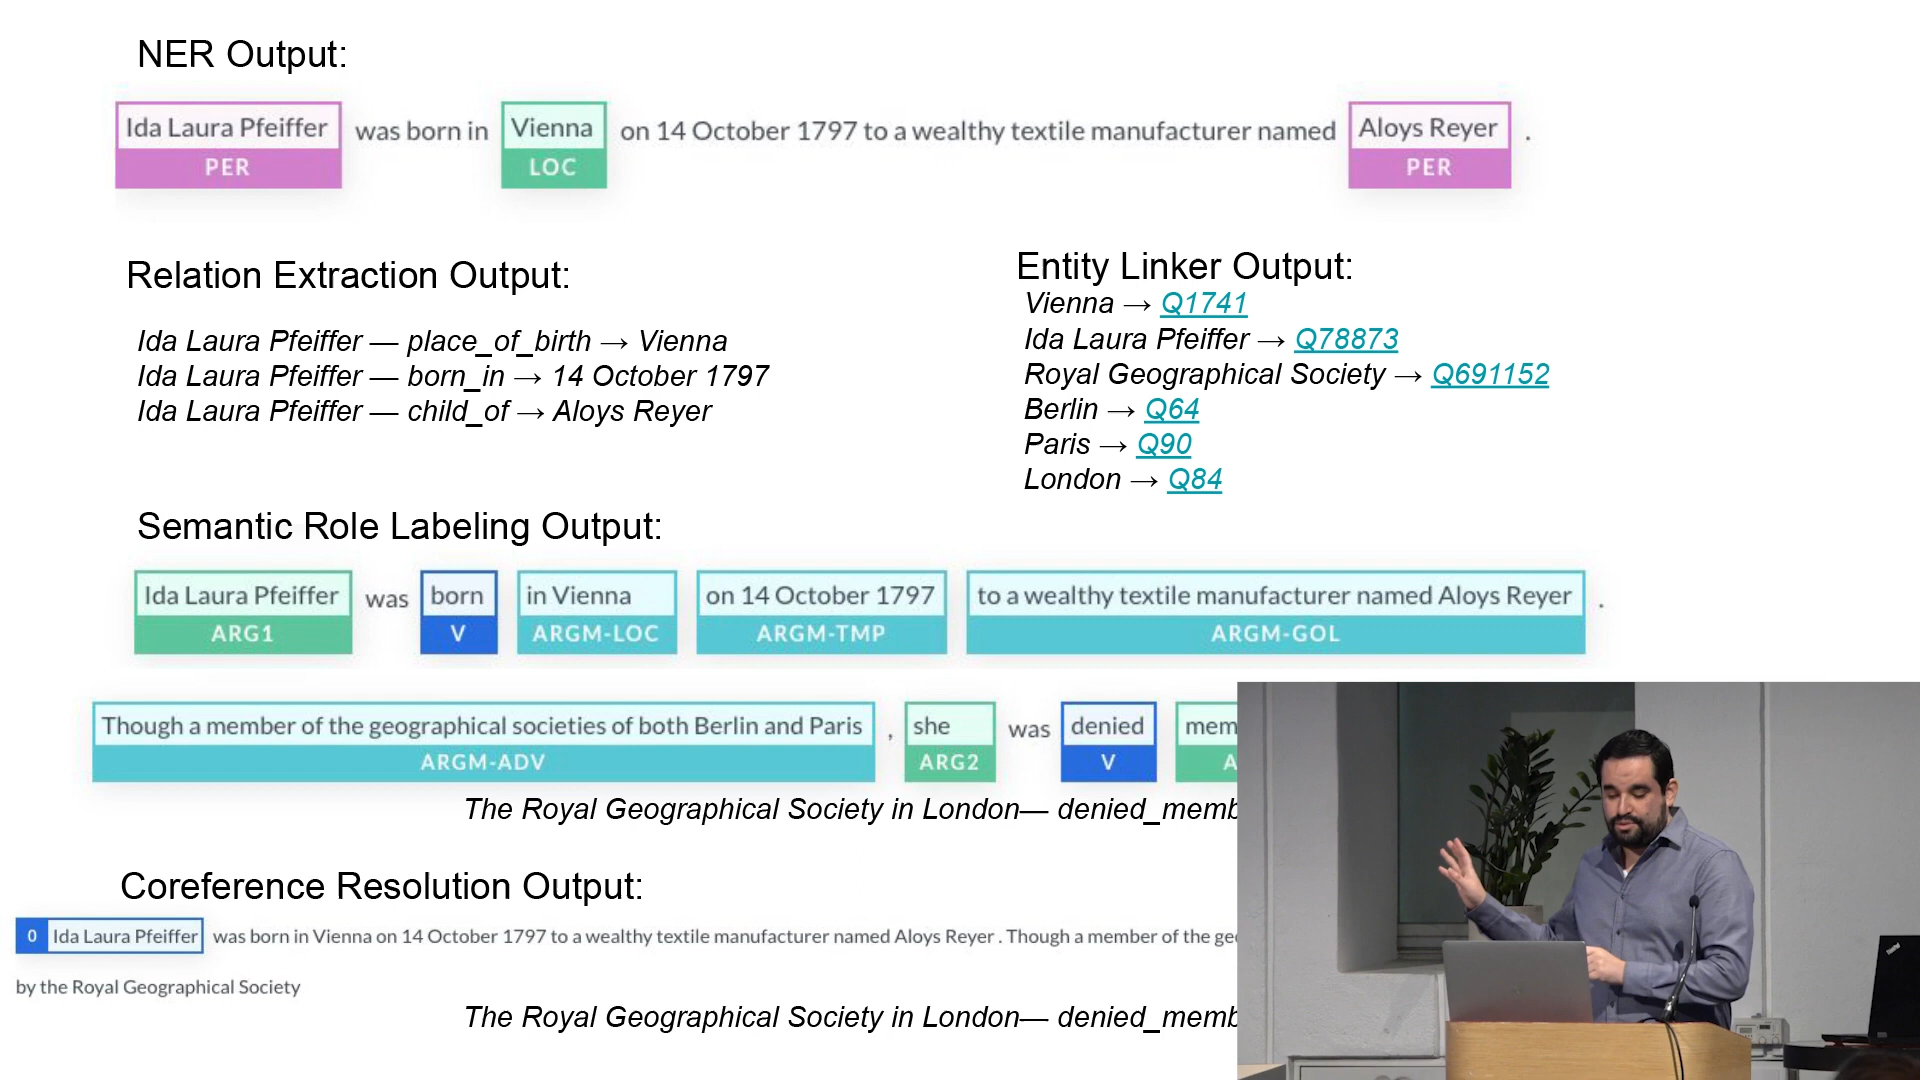 NER Output:
Ida Laura Pfeiffer was born in Vienna on 14 October 1797 to a wealthy textile manufacturer named Aloys Reyer .
PER LOC PER
Relation Extraction Output:
Ida Laura Pfeiffer — place_of_birth → Vienna
Ida Laura Pfeiffer — born_in → 14 October 1797
Ida Laura Pfeiffer — child_of → Aloys Reyer
Entity Linker Output:
Vienna → Q1741
Ida Laura Pfeiffer → Q78873
Royal Geographical Society → Q691152
Berlin → Q64
Paris → Q90
London → Q84
Semantic Role Labeling Output:
Ida Laura Pfeiffer was born in Vienna on 14 October 1797 to a wealthy textile manufacturer named Aloys Reyer .
ARG1 V ARGM-LOC ARGM-TMP ARGM-GOL
Though a member of the geographical societies of both Berlin and Paris , she was denied mem
ARGM-ADV ARG2 V A
The Royal Geographical Society in London— denied_memb
Coreference Resolution Output:
0 Ida Laura Pfeiffer was born in Vienna on 14 October 1797 to a wealthy textile manufacturer named Aloys Reyer . Though a member of the ge
by the Royal Geographical Society
The Royal Geographical Society in London— denied_memb